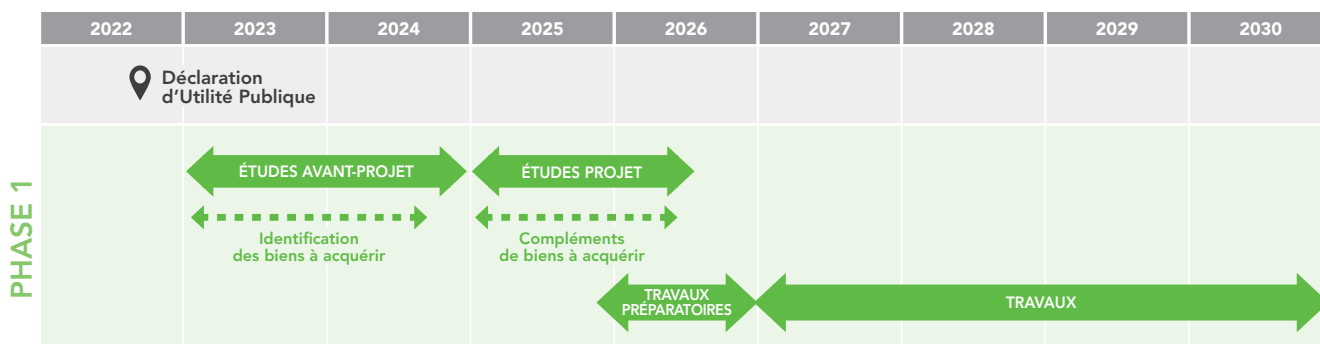 2022 2023 2024 2025 2026 2027 2028 2029 2030
Déclaration
d'Utilité Publique
PHASE 1
ÉTUDES AVANT-PROJET
ÉTUDES PROJET
Identification
des biens à acquérir
Compléments
de biens à acquérir
TRAVAUX
PRÉPARATOIRES
TRAVAUX